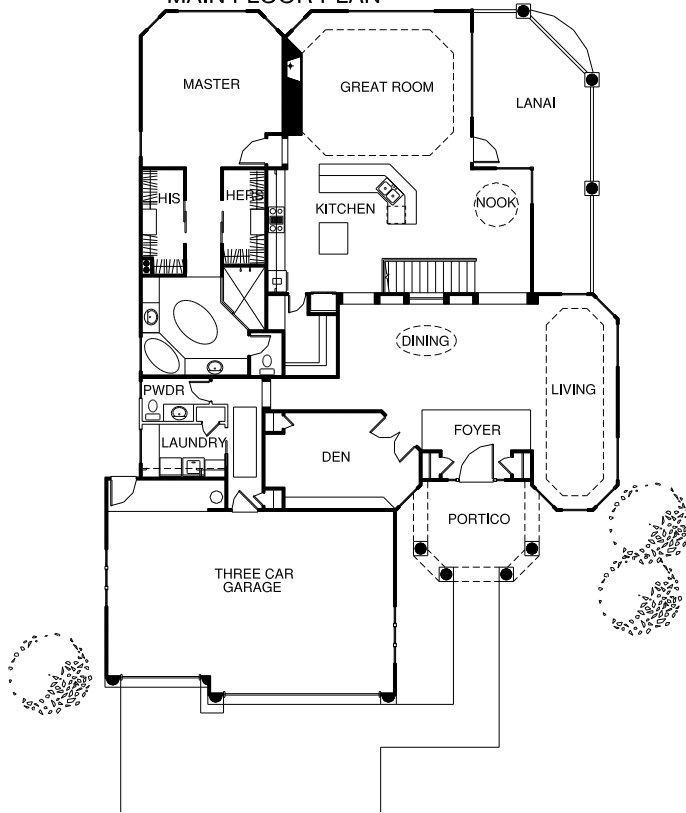 MAIN FLOOR PLAN
MASTER
GREAT ROOM
LANAI
HIS
HERS
KITCHEN
NOOK
DINING
LIVING
PWDR
LAUNDRY
DEN
FOYER
PORTICO
THREE CAR
GARAGE